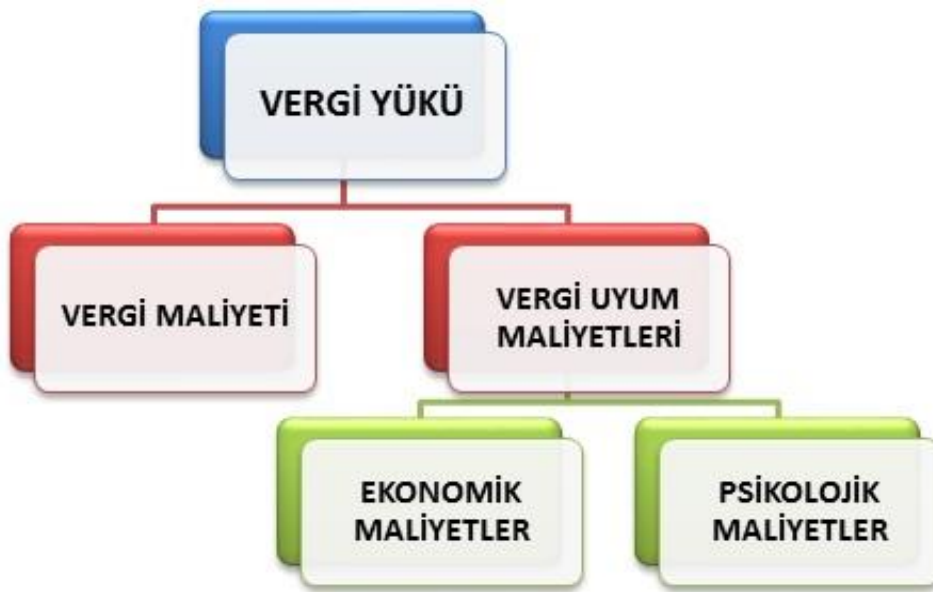 VERGİ YÜKÜ
VERGİ MALİYETİ
VERGİ UYUM
MALİYETLERİ
EKONOMİK
MALİYETLER
PSİKOLOJİK
MALİYETLER